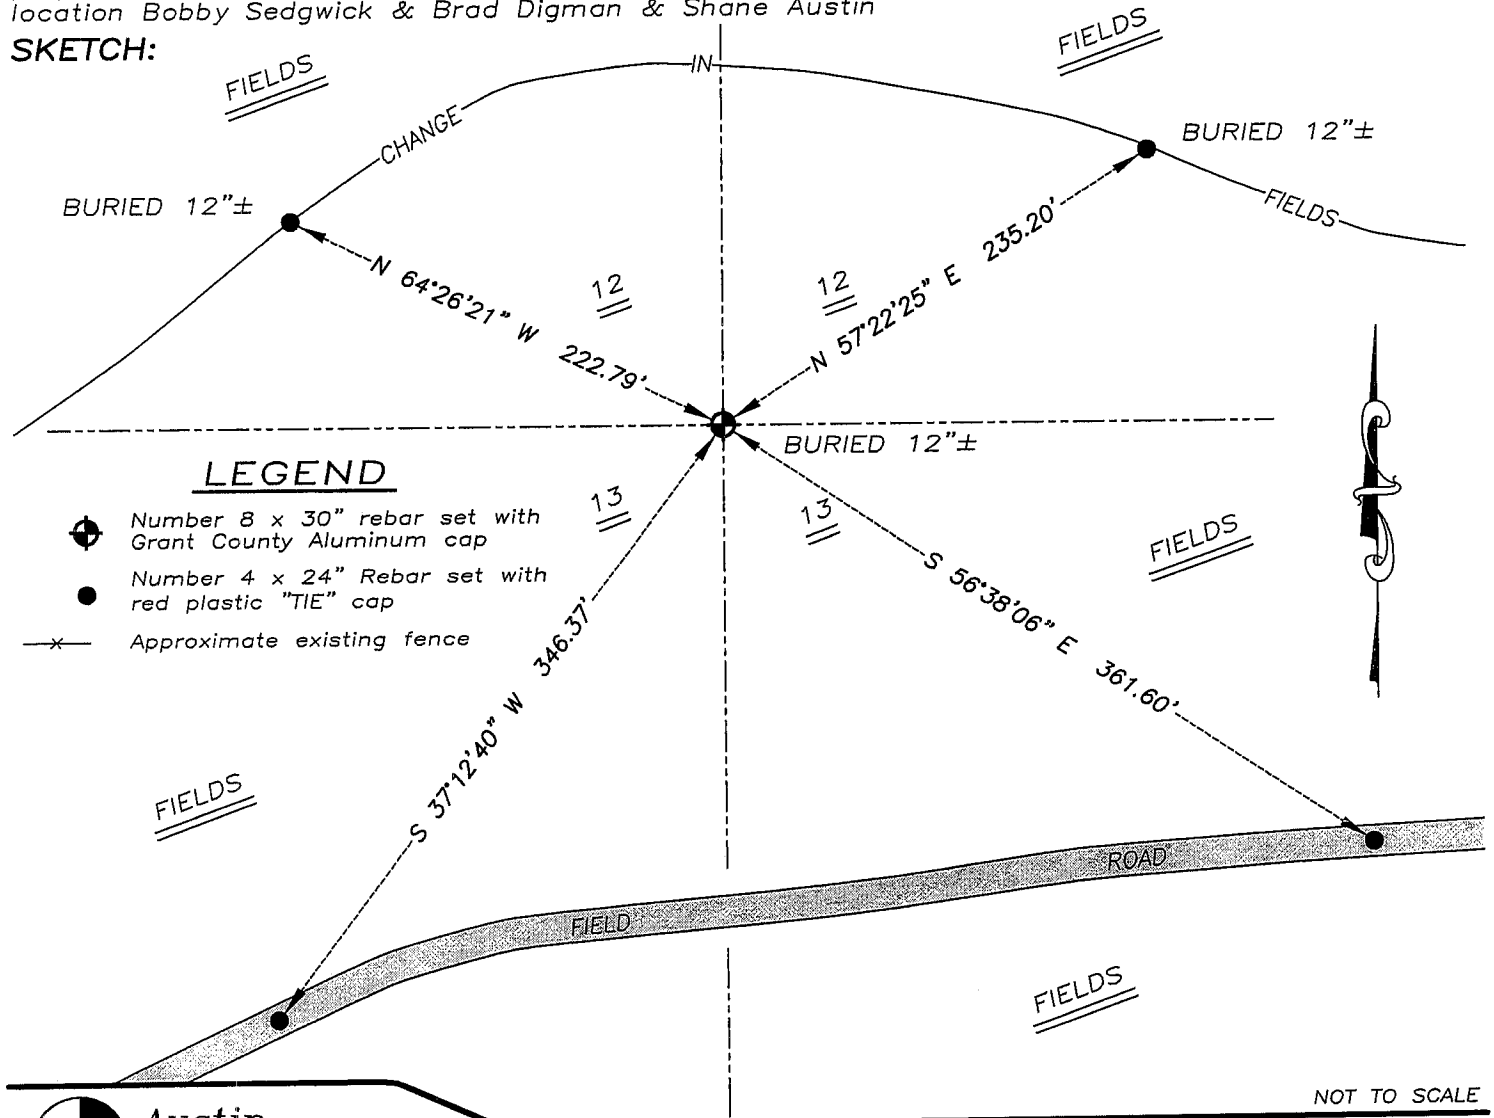 location Bobby Sedgwick & Brad Digman & Shane Austin
SKETCH:
FIELDS
FIELDS
IN
CHANGE
BURIED 12"±
BURIED 12"±
FIELDS
N 64°26'21" W 222.79'
12
12
N 57°22'25" E 235.20'
BURIED 12"±
LEGEND
Number 8 x 30" rebar set with
Grant County Aluminum cap
Number 4 x 24" Rebar set with
red plastic "TIE" cap
Approximate existing fence
13
13
FIELDS
S 56°38'06" E 361.60'
S 37°12'40" W 346.37'
FIELDS
ROAD
FIELD
FIELDS
NOT TO SCALE
Austin